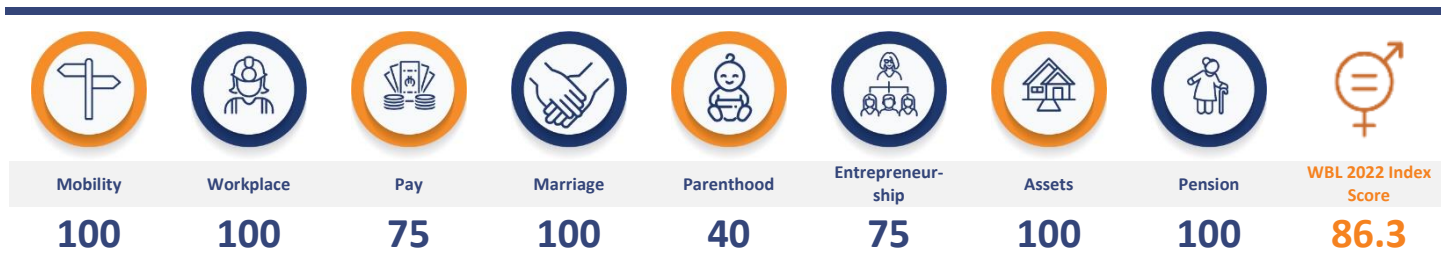 Mobility
Workplace
Pay
Marriage
Parenthood
Entrepreneur-
ship
Assets
Pension
WBL 2022 Index
Score
100
100
75
100
40
75
100
100
86.3